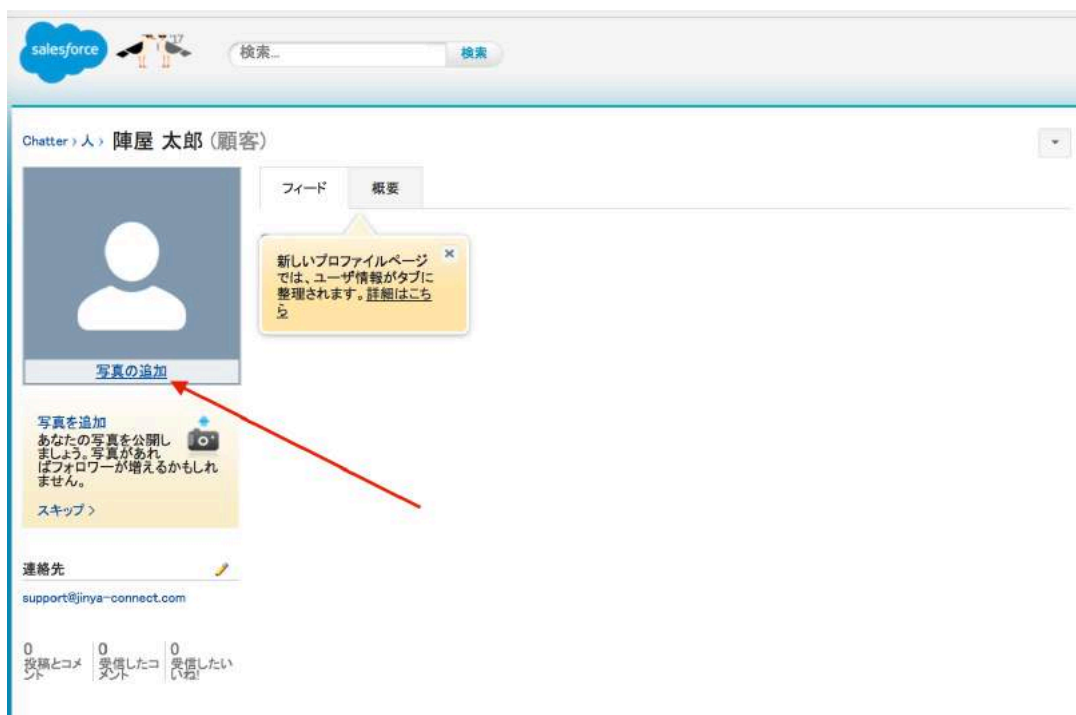 salesforce
'17
検索...
検索
Chatter › 人 › 陣屋 太郎 (顧客)
フィード
概要
新しいプロファイルページ
では、ユーザ情報がタブに
整理されます。詳細はこち
ら
写真の追加
写真を追加
あなたの写真を公開し
ましょう。写真があれ
ばフォロワーが増えるかもしれ
ません。
スキップ >
連絡先
support@jinya-connect.com
0
投稿とコメ
ント
0
受信したコ
メント
0
受信したい
いね!